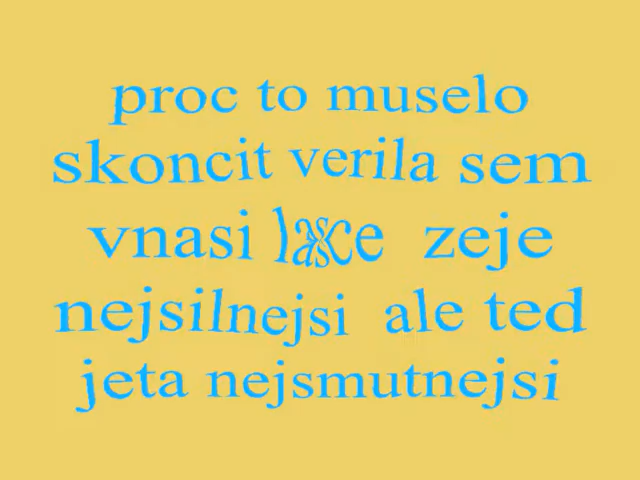 proc to muselo
skoncit verila sem
vnasi lasce zeje
nejsilnejsi ale ted
jeta nejsmutnejsi